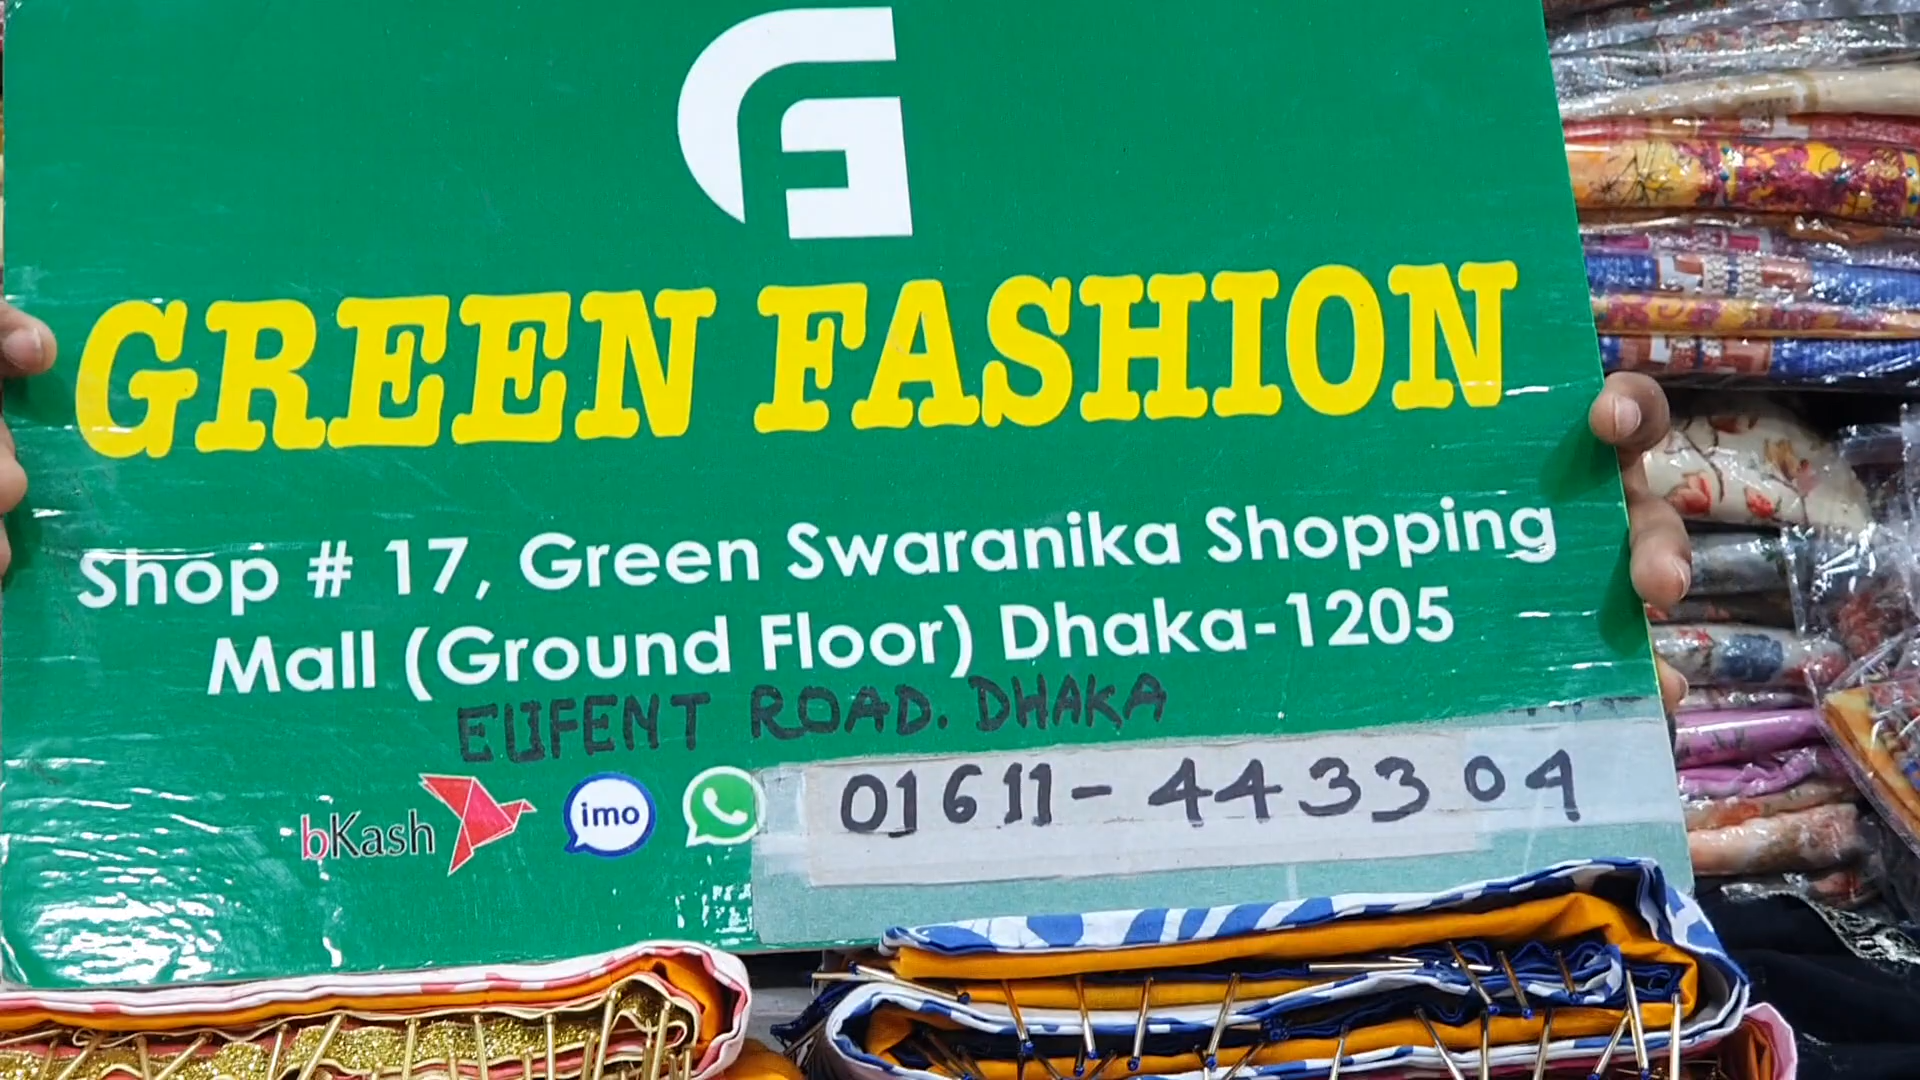 GF
GREEN FASHION
Shop # 17, Green Swaranika Shopping
Mall (Ground Floor) Dhaka-1205
ELIFENT ROAD. DHAKA
bKash imo 01611-443304